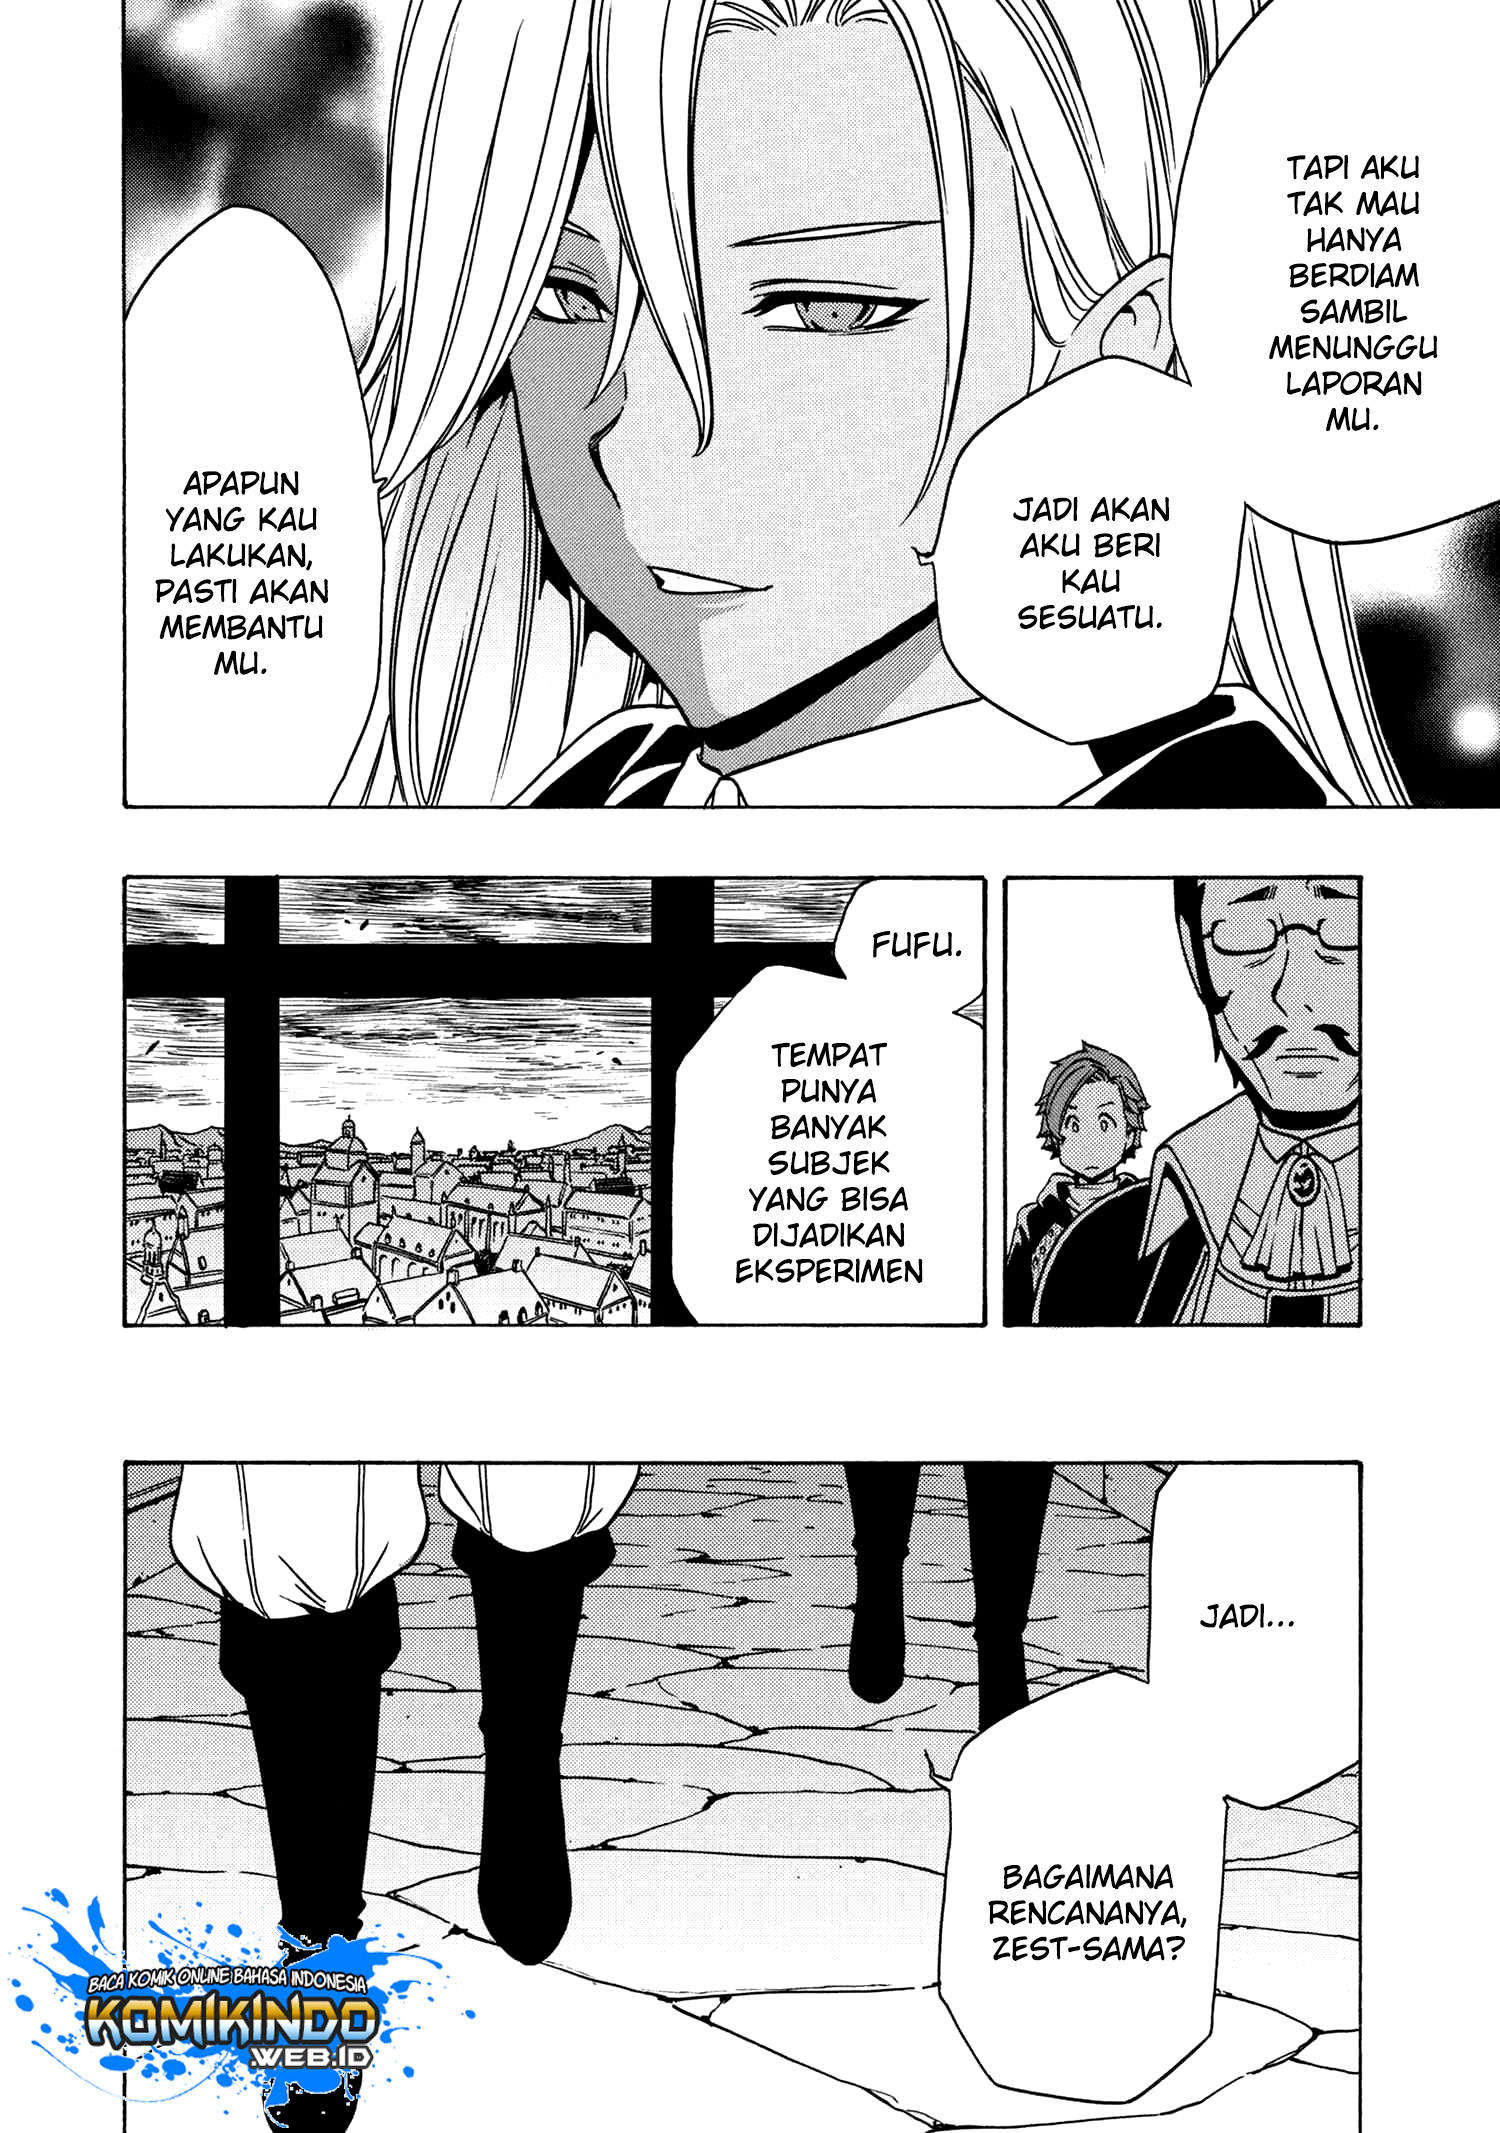 TAPI AKU
TAK MAU
HANYA
BERDIAM
SAMBIL
MENUNGGU
LAPORAN
MU.
JADI AKAN
AKU BERI
KAU
SESUATU.
APAPUN
YANG KAU
LAKUKAN,
PASTI AKAN
MEMBANTU
MU.
FUFU.
TEMPAT
PUNYA
BANYAK
SUBJEK
YANG BISA
DIJADIKAN
EKSPERIMEN
JADI...
BAGAIMANA
RENCANANYA,
ZEST-SAMA?
BACA KOMIK ONLINE BAHASA INDONESIA
KOMIKINDO
.WEB.ID